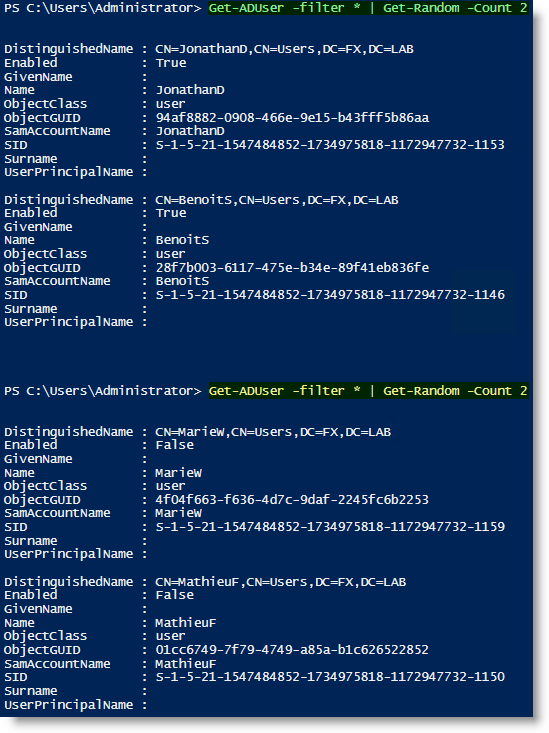 PS C:\Users\Administrator> Get-ADUser -filter * | Get-Random -Count 2
DistinguishedName : CN=JonathanD,CN=Users,DC=FX,DC=LAB
Enabled           : True
GivenName         :
Name              : JonathanD
ObjectClass       : user
ObjectGUID        : 94af8882-0908-466e-9e15-b43fff5b86aa
SamAccountName    : JonathanD
SID               : S-1-5-21-1547484852-1734975818-1172947732-1153
Surname           :
UserPrincipalName :
DistinguishedName : CN=BenoitS,CN=Users,DC=FX,DC=LAB
Enabled           : True
GivenName         :
Name              : BenoitS
ObjectClass       : user
ObjectGUID        : 28f7b003-6117-475e-b34e-89f41eb836fe
SamAccountName    : BenoitS
SID               : S-1-5-21-1547484852-1734975818-1172947732-1146
Surname           :
UserPrincipalName :
PS C:\Users\Administrator> Get-ADUser -filter * | Get-Random -Count 2
DistinguishedName : CN=MarieW,CN=Users,DC=FX,DC=LAB
Enabled           : False
GivenName         :
Name              : MarieW
ObjectClass       : user
ObjectGUID        : 4f04f663-f636-4d7c-9daf-2245fc6b2253
SamAccountName    : MarieW
SID               : S-1-5-21-1547484852-1734975818-1172947732-1159
Surname           :
UserPrincipalName :
DistinguishedName : CN=MathieuF,CN=Users,DC=FX,DC=LAB
Enabled           : False
GivenName         :
Name              : MathieuF
ObjectClass       : user
ObjectGUID        : 01cc6749-7f79-4749-a85a-b1c626522852
SamAccountName    : MathieuF
SID               : S-1-5-21-1547484852-1734975818-1172947732-1150
Surname           :
UserPrincipalName :